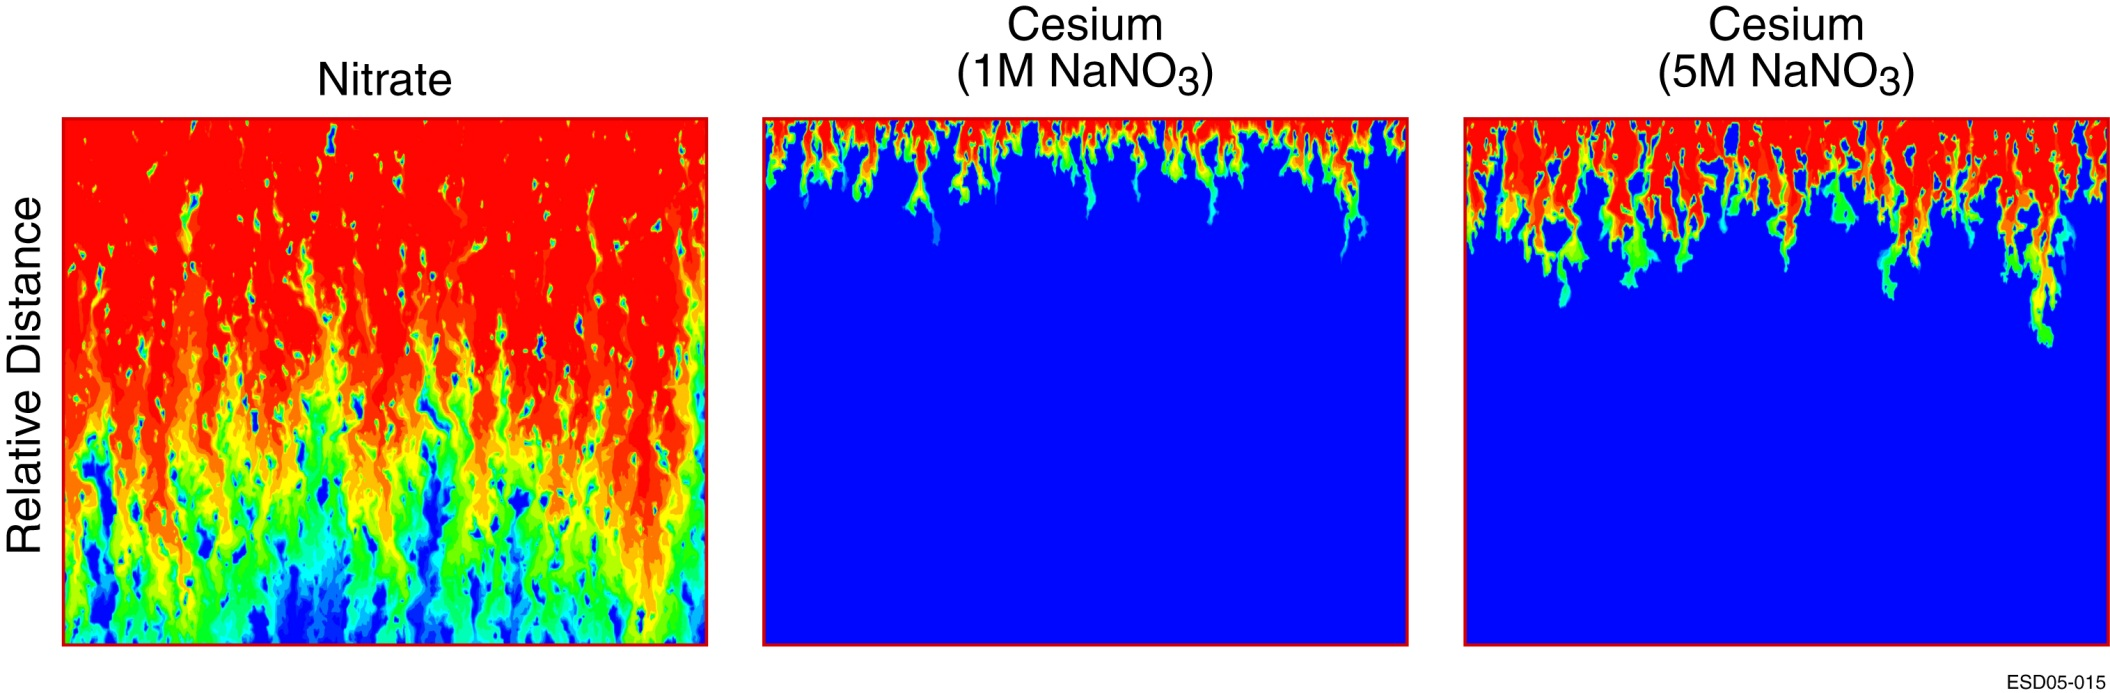 Nitrate
Cesium
(1M NaNO₃)
Cesium
(5M NaNO₃)
Relative Distance
ESD05-015